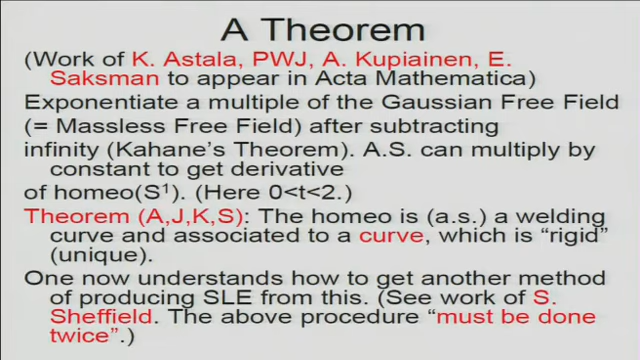 A Theorem
(Work of K. Astala, PWJ, A. Kupiainen, E.
Saksman to appear in Acta Mathematica)
Exponentiate a multiple of the Gaussian Free Field
(= Massless Free Field) after subtracting
infinity (Kahane's Theorem). A.S. can multiply by
constant to get derivative
of homeo(S¹). (Here 0<t<2.)
Theorem (A,J,K,S): The homeo is (a.s.) a welding
curve and associated to a curve, which is "rigid"
(unique).
One now understands how to get another method
of producing SLE from this. (See work of S.
Sheffield. The above procedure "must be done
twice".)